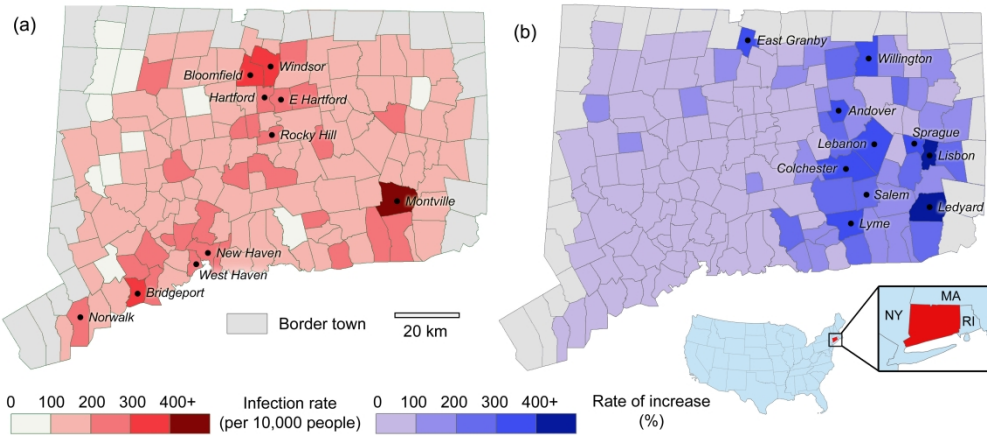 (a)
Bloomfield
Windsor
Hartford
E Hartford
Rocky Hill
Montville
New Haven
West Haven
Bridgeport
Norwalk
Border town
20 km
(b)
East Granby
Willington
Andover
Sprague
Lebanon
Lisbon
Colchester
Salem
Ledyard
Lyme
MA
NY
RI
0 100 200 300 400+
Infection rate
(per 10,000 people)
0 100 200 300 400+
Rate of increase
(%)